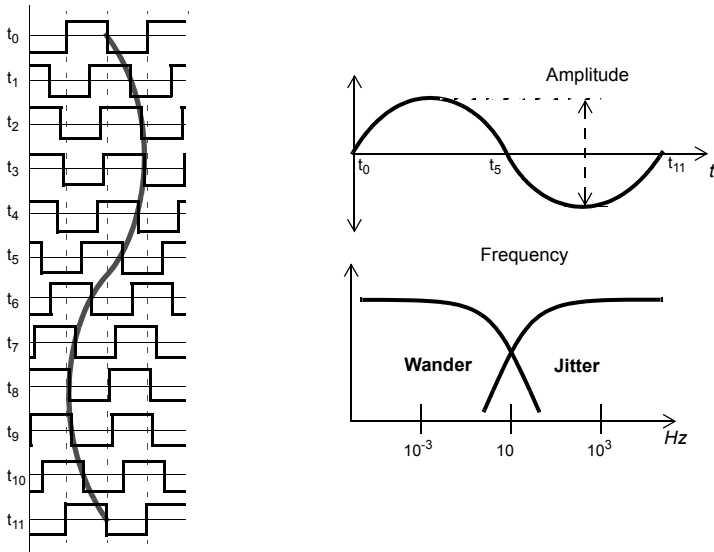 t0
t1
t2
t3
t4
t5
t6
t7
t8
t9
t10
t11
Amplitude
t0
t5
t11
t
Frequency
Wander
Jitter
10-3
10
103
Hz